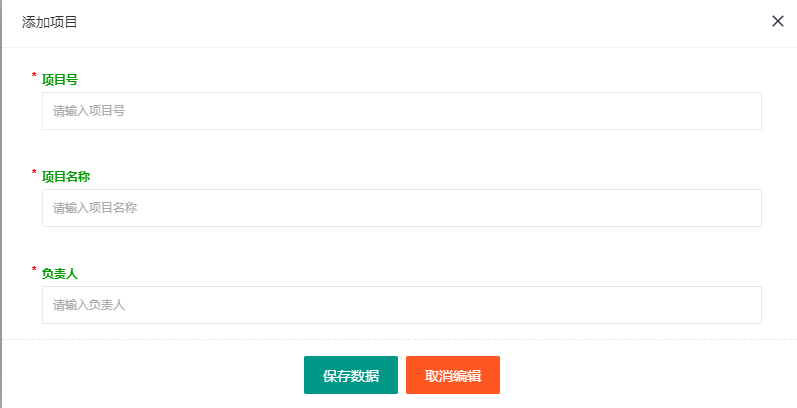 添加项目
* 项目号
请输入项目号
* 项目名称
请输入项目名称
* 负责人
请输入负责人
保存数据 取消编辑